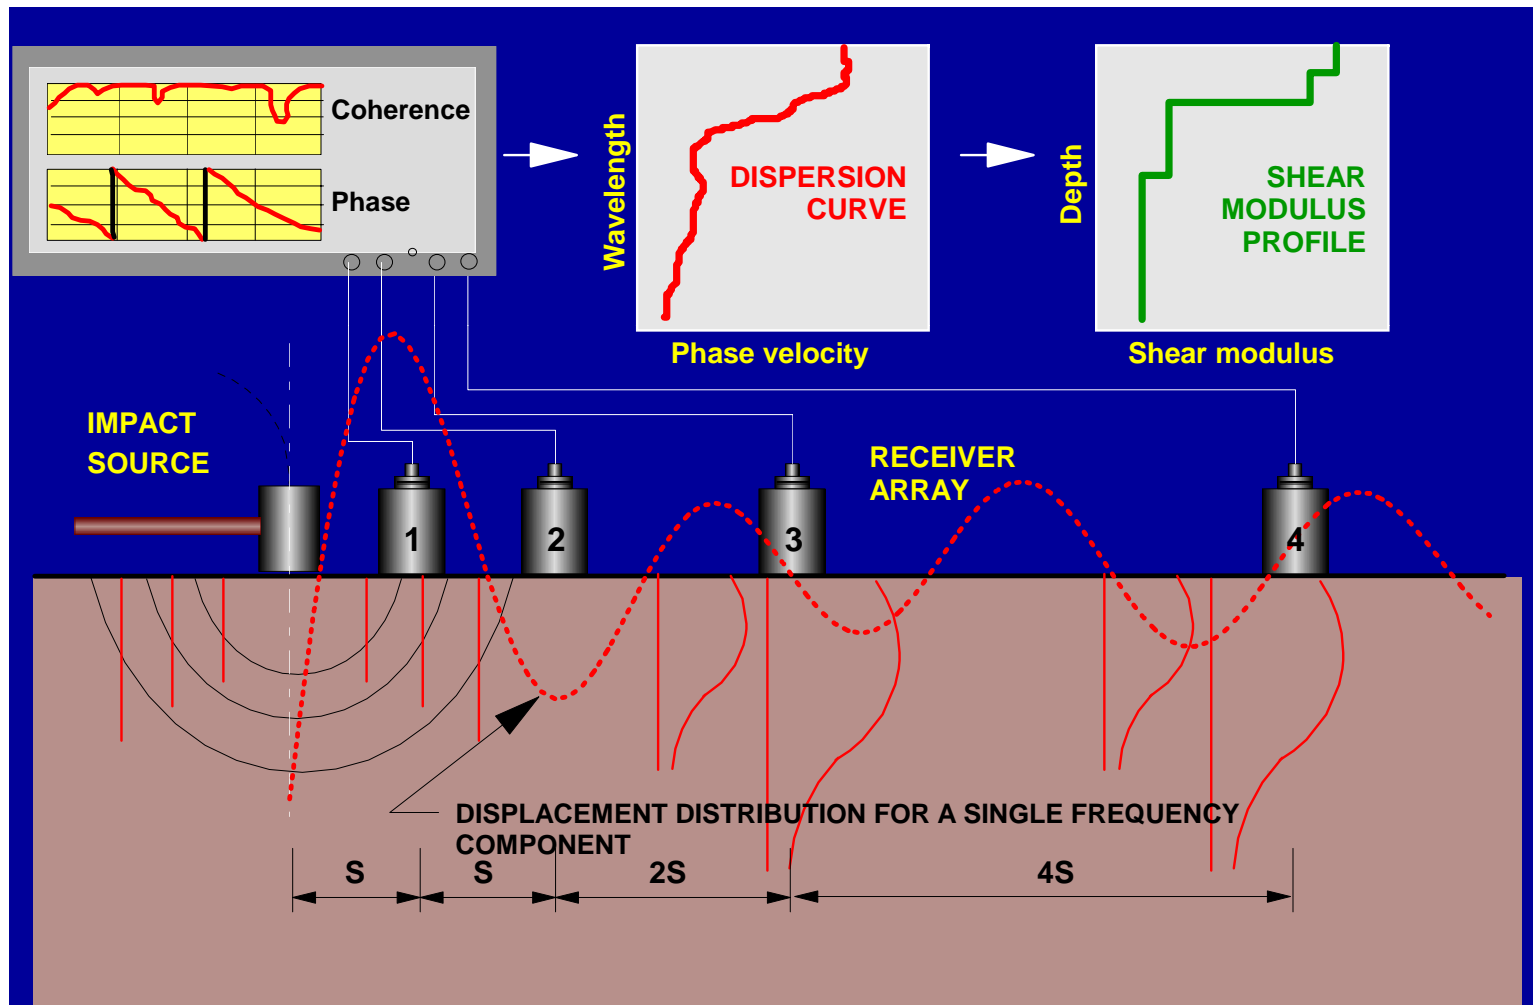 Coherence
Phase
Wavelength
DISPERSION
CURVE
Phase velocity
Depth
SHEAR
MODULUS
PROFILE
Shear modulus
IMPACT
SOURCE
RECEIVER
ARRAY
1
2
3
4
DISPLACEMENT DISTRIBUTION FOR A SINGLE FREQUENCY
COMPONENT
S
S
2S
4S